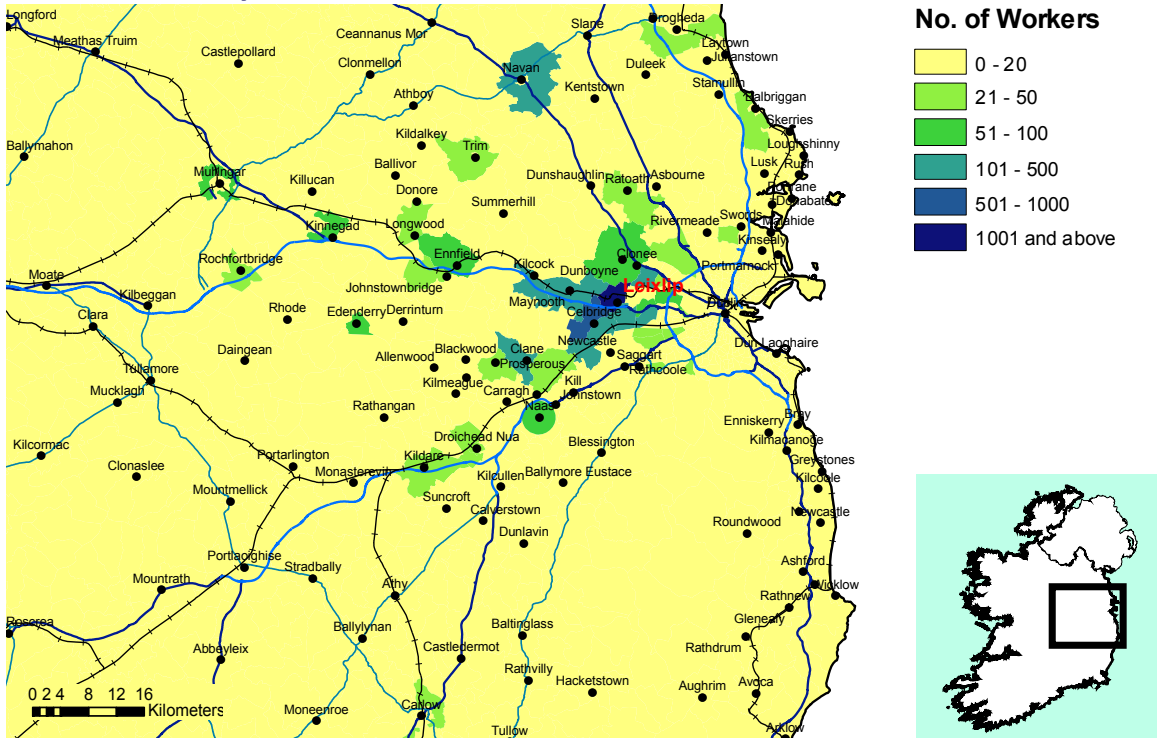 Longford
Meathas Truim
Castlepollard
Ceannanus Mor
Clonmellon
Athboy
Slane
Navan
Kentstown
Drogheda
Laytown
Julianstown
Duleek
Stamullin
Balbriggan
Skerries
Loughshinny
Lusk
Rush
Donabate
Malahide
Swords
Kinsealy
Portmarnock
Ballymahon
Mullingar
Killucan
Kildalkey
Trim
Ballivor
Donore
Summerhill
Dunshaughlin
Ratoath
Asbourne
Rivermeade
Kinnegad
Longwood
Rochfortbridge
Ennfield
Kilcock
Dunboyne
Clonee
Leixlip
Moate
Kilbeggan
Johnstownbridge
Maynooth
Celbridge
Dublin
Clara
Rhode
Edenderry
Derrinturn
Newcastle
Dun Laoghaire
Daingean
Allenwood
Blackwood
Clane
Prosperous
Saggart
Rathcoole
Tullamore
Mucklagh
Kilmeague
Carragh
Kill
Johnstown
Naas
Rathangan
Enniskerry
Bray
Kilmacanoge
Greystones
Kilcoole
Newcastle
Kilcormac
Clonaslee
Portarlington
Monasterevin
Kildare
Droichead Nua
Blessington
Kilcullen
Ballymore Eustace
Mountmellick
Suncroft
Calverstown
Dunlavin
Roundwood
Portlaoighise
Stradbally
Mountrath
Athy
Ashford
Wicklow
Rathnew
Glenealy
Roscrea
Abbeyleix
Ballylynan
Castledermot
Baltinglass
Rathdrum
Rathvilly
Hacketstown
Aughrim
Avoca
Moneenroe
Carlow
Tullow
Arklow
0 2 4 8 12 16
Kilometers
No. of Workers
0 - 20
21 - 50
51 - 100
101 - 500
501 - 1000
1001 and above